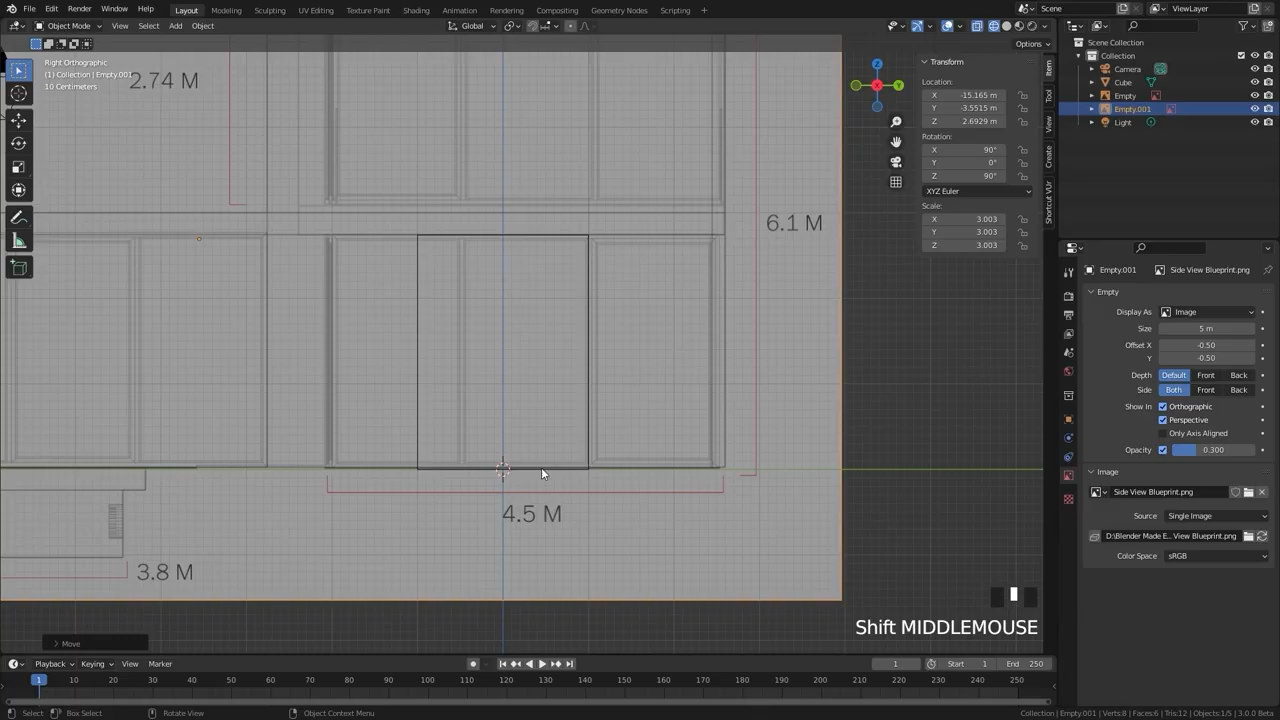 File Edit Render Window Help Layout Modeling Sculpting UV Editing Texture Paint Shading Animation Rendering Compositing Geometry Nodes Scripting Scene ViewLayer
Object Mode View Select Add Object Global
Options
Right Orthographic
(1) Collection | Empty.001
10 Centimeters
2.74 M
6.1 M
4.5 M
3.8 M
Z
Y
X
Transform
Location:
X -15.165 m
Y -3.5515 m
Z 2.6929 m
Rotation:
X 90°
Y 0°
Z 90°
XYZ Euler
Scale:
X 3.003
Y 3.003
Z 3.003
Item
Tool
View
Create
Shortcut VUr
Scene Collection
Collection
Camera
Cube
Empty
Empty.001
Light
Empty.001 Side View Blueprint.png
Empty
Display As Image
Size 5 m
Offset X -0.50
Y -0.50
Depth Default Front Back
Side Both Front Back
Show In Orthographic
Perspective
Only Axis Aligned
Opacity 0.300
Image
Side View Blueprint.png
Source Single Image
D:\Blender Made E... View Blueprint.png
Color Space sRGB
Shift MIDDLEMOUSE
Move
Playback Keying View Marker 1 Start 1 End 250
1 10 20 30 40 50 60 70 80 90 100 110 120 130 140 150 160 170 180 190 200 210 220 230 240 250
Select Box Select Rotate View Object Context Menu Collection | Empty.001 | Verts:8 | Faces:6 | Tris:12 | Objects:1/5 | 3.0.0 Beta